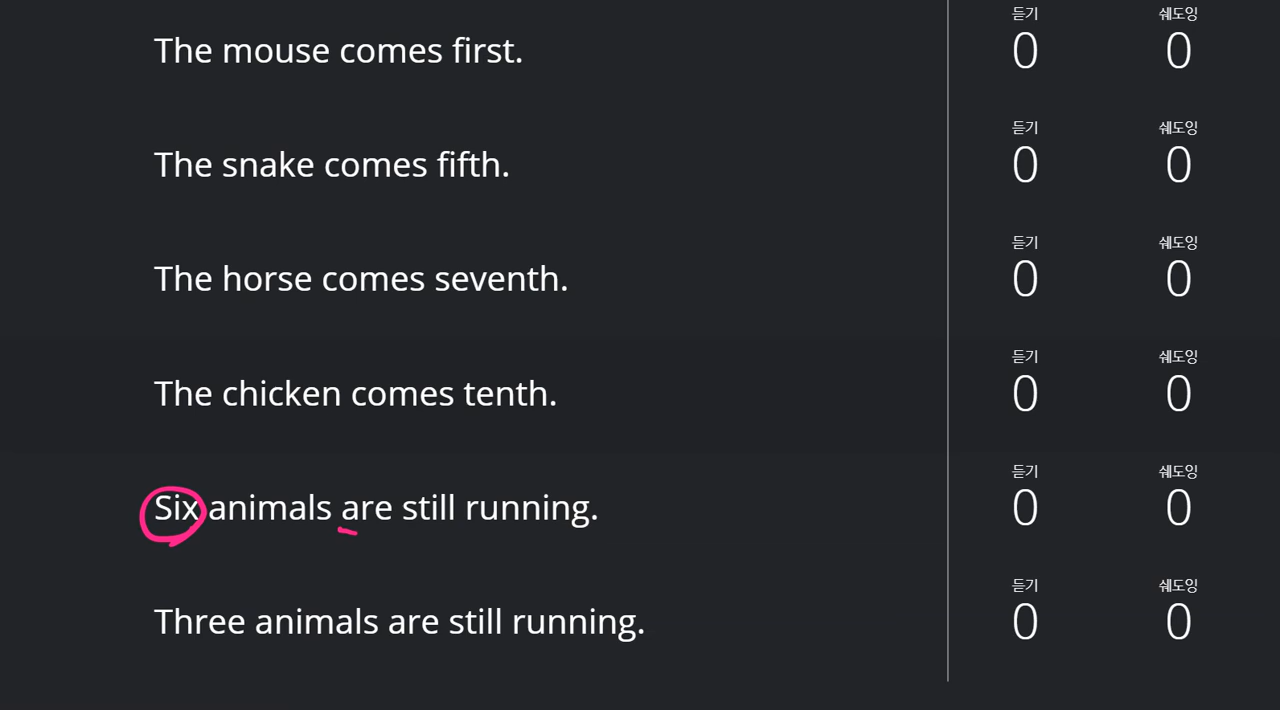 듣기 쉐도잉
The mouse comes first. 0 0
듣기 쉐도잉
The snake comes fifth. 0 0
듣기 쉐도잉
The horse comes seventh. 0 0
듣기 쉐도잉
The chicken comes tenth. 0 0
듣기 쉐도잉
Six animals are still running. 0 0
듣기 쉐도잉
Three animals are still running. 0 0